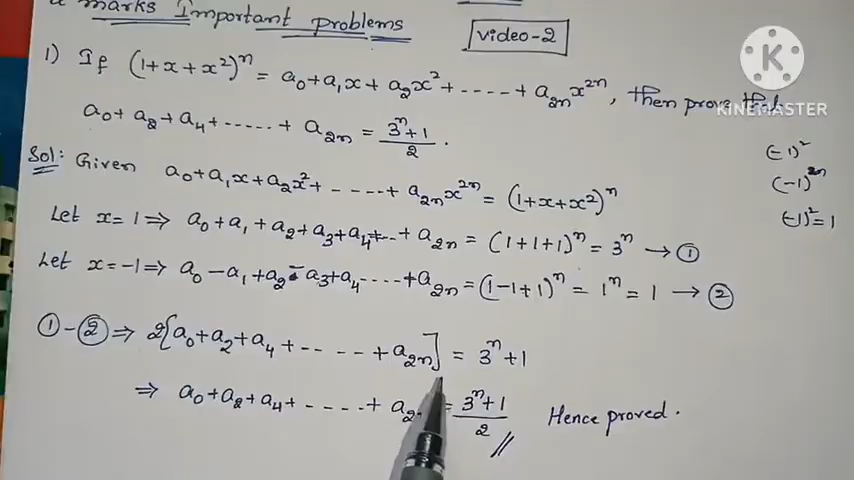 2 marks Important problems
video-2
1) If (1+x+x²)ⁿ = a₀+a₁x+a₂x²+.....+a₂ₙx²ⁿ, then prove that
a₀+a₂+a₄+.....+a₂ₙ = (3ⁿ+1)/2.
Sol: Given a₀+a₁x+a₂x²+.....+a₂ₙx²ⁿ = (1+x+x²)ⁿ
Let x=1 ⇒ a₀+a₁+a₂+a₃+a₄+..+a₂ₙ = (1+1+1)ⁿ = 3ⁿ → ①
Let x=-1 ⇒ a₀-a₁+a₂-a₃+a₄.....+a₂ₙ = (1-1+1)ⁿ = 1ⁿ = 1 → ②
①-② ⇒ 2[a₀+a₂+a₄+.....+a₂ₙ] = 3ⁿ+1
⇒ a₀+a₂+a₄+.....+a₂ = (3ⁿ+1)/2 // Hence proved.
(-1)²
(-1)²ⁿ
(-1)²=1
K
KINEMASTER